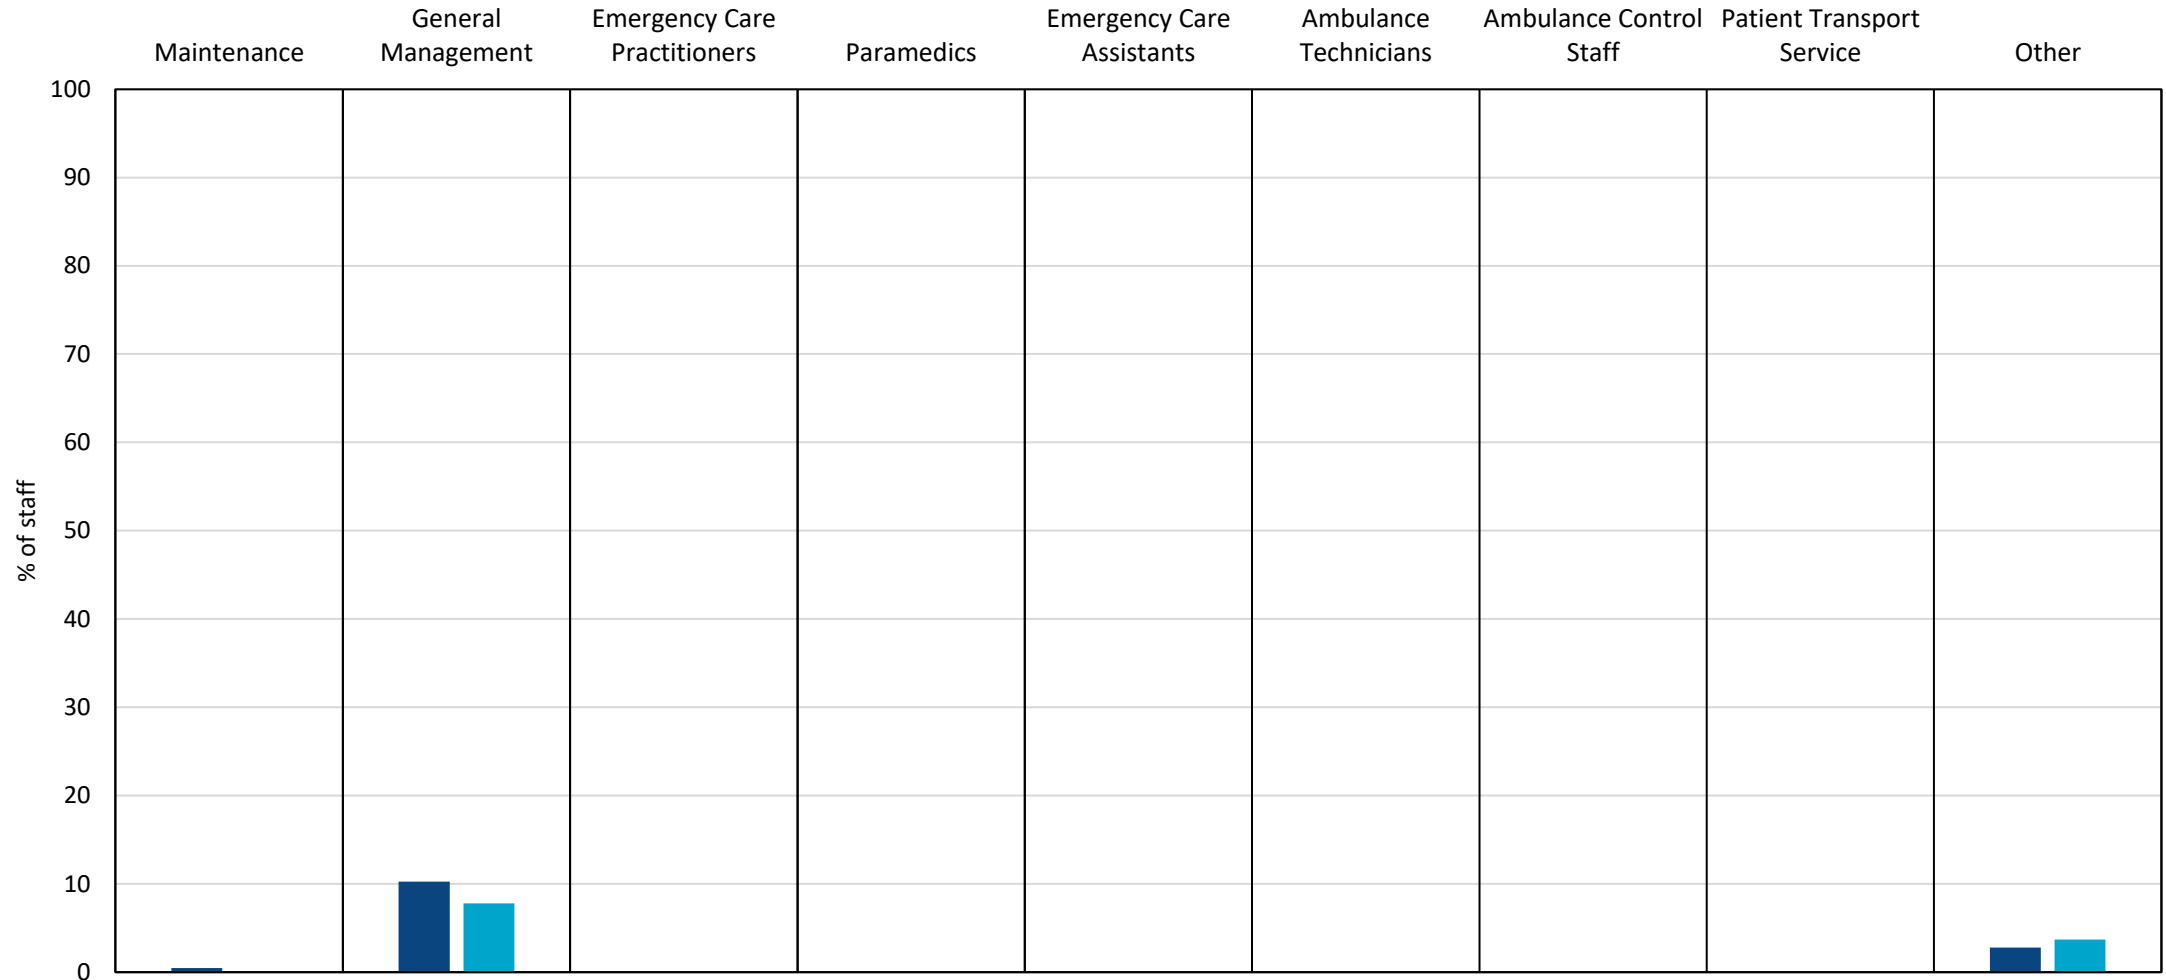 Maintenance
General
Management
Emergency Care
Practitioners
Paramedics
Emergency Care
Assistants
Ambulance
Technicians
Ambulance Control
Staff
Patient Transport
Service
Other
100
90
80
70
60
50
40
30
20
10
0
% of staff